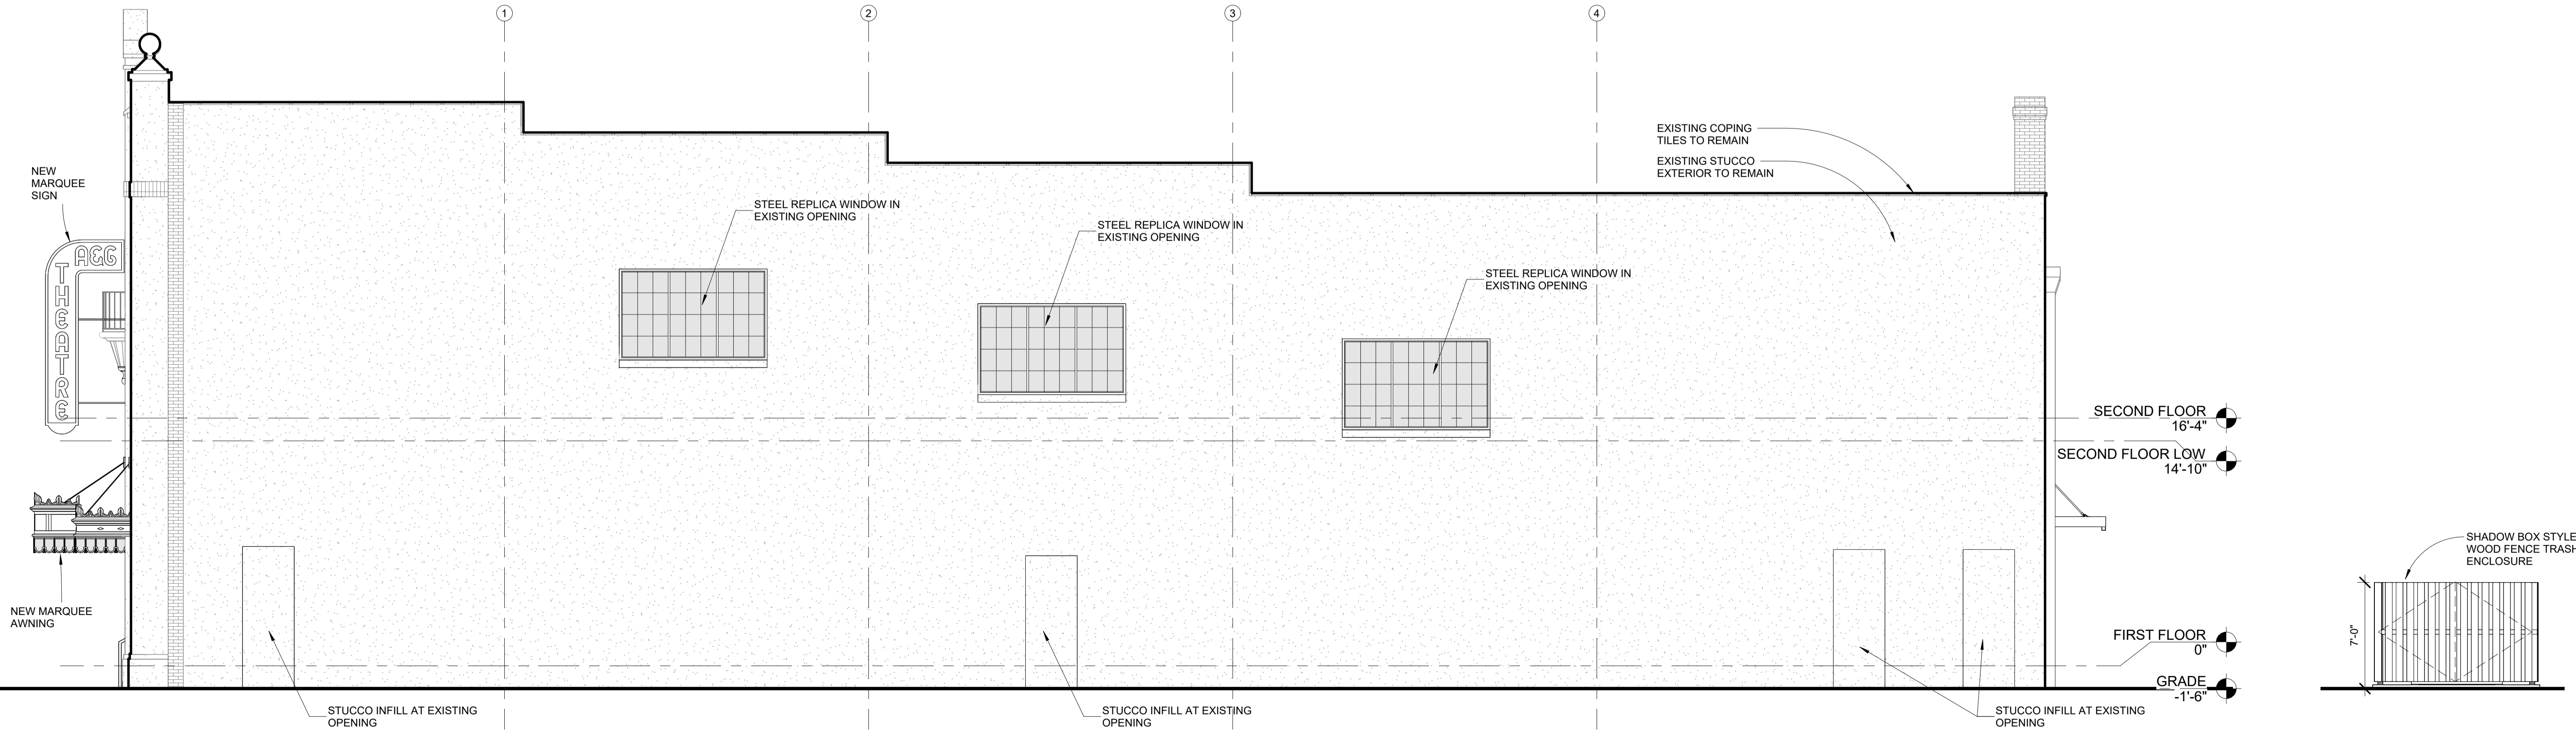 1
2
3
4
EXISTING COPING
TILES TO REMAIN
EXISTING STUCCO
EXTERIOR TO REMAIN
NEW
MARQUEE
SIGN
STEEL REPLICA WINDOW IN
EXISTING OPENING
STEEL REPLICA WINDOW IN
EXISTING OPENING
STEEL REPLICA WINDOW IN
EXISTING OPENING
A&G
THEATRE
SECOND FLOOR
16'-4"
SECOND FLOOR LOW
14'-10"
SHADOW BOX STYLE
WOOD FENCE TRASH
ENCLOSURE
7'-0"
NEW MARQUEE
AWNING
FIRST FLOOR
0"
GRADE
-1'-6"
STUCCO INFILL AT EXISTING
OPENING
STUCCO INFILL AT EXISTING
OPENING
STUCCO INFILL AT EXISTING
OPENING